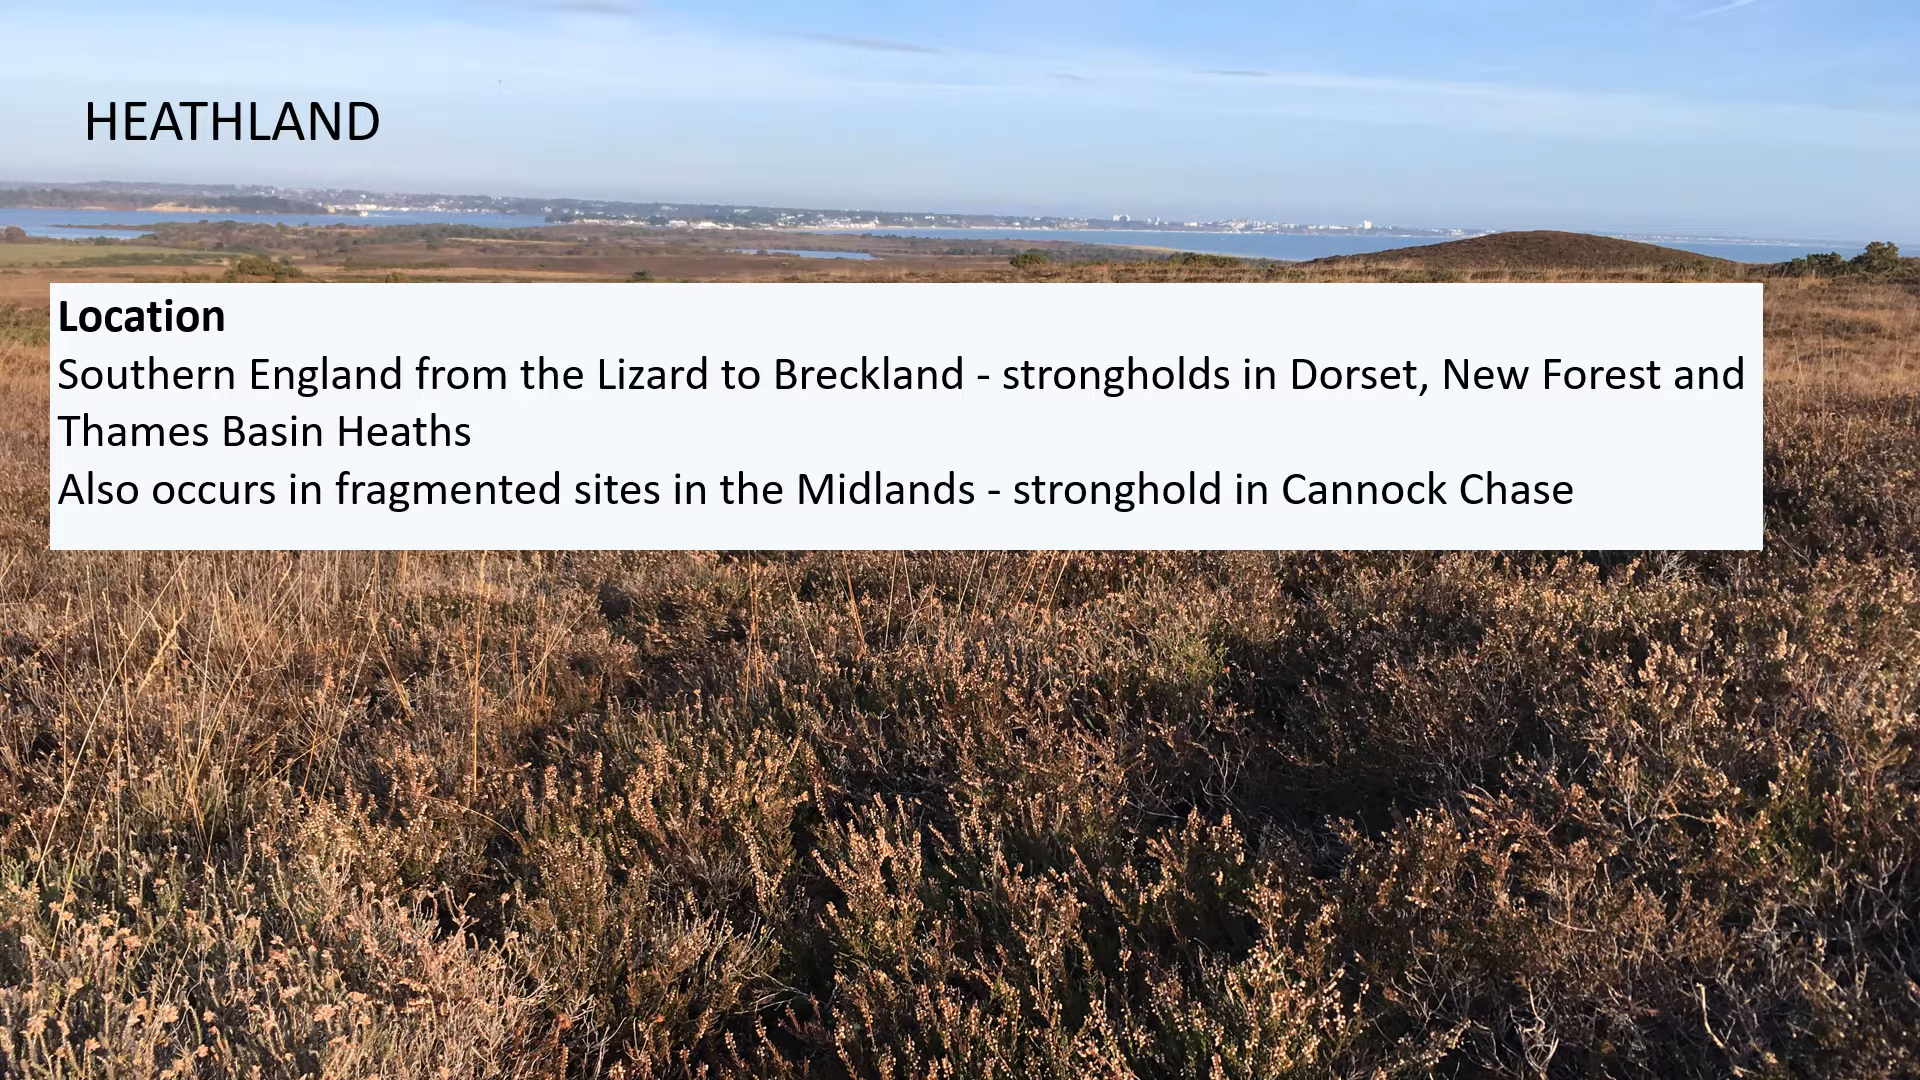 HEATHLAND
Location
Southern England from the Lizard to Breckland - strongholds in Dorset, New Forest and
Thames Basin Heaths
Also occurs in fragmented sites in the Midlands - stronghold in Cannock Chase